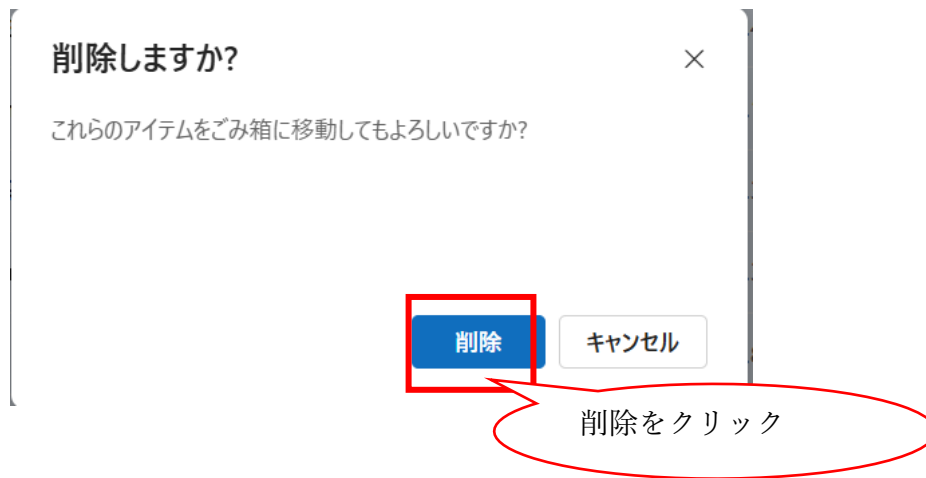 削除しますか?
これらのアイテムをごみ箱に移動してもよろしいですか?
削除
キャンセル
削除をクリック